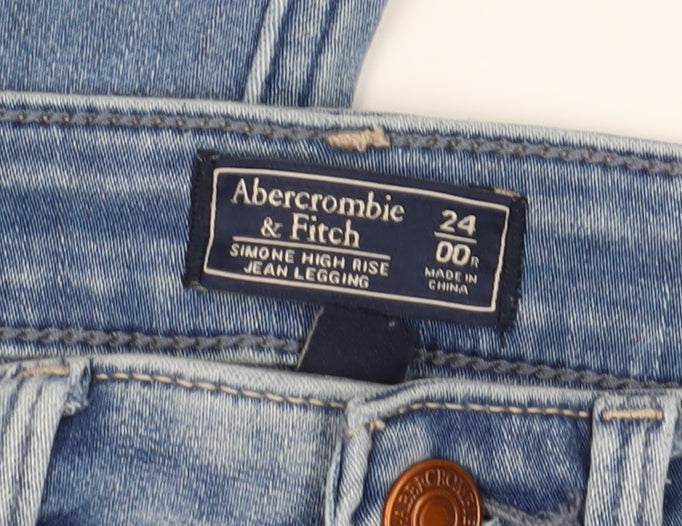 Abercrombie
& Fitch
SIMONE HIGH RISE
JEAN LEGGING
24
00R
MADE IN
CHINA